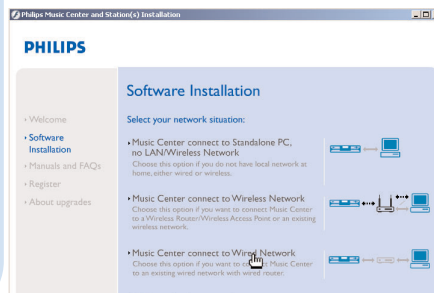 Philips Music Center and Station(s) Installation
PHILIPS
Software Installation
Select your network situation:
Welcome
Software
Installation
Manuals and FAQs
Register
About upgrades
Music Center connect to Standalone PC,
no LAN/Wireless Network
Choose this option if you do not have local network at
home, either wired or wireless.
Music Center connect to Wireless Network
Choose this option if you want to connect Music Center
to a Wireless Router/Wireless Access Point or an existing
wireless network.
Music Center connect to Wired Network
Choose this option if you want to connect Music Center
to an existing wired network with wired router.